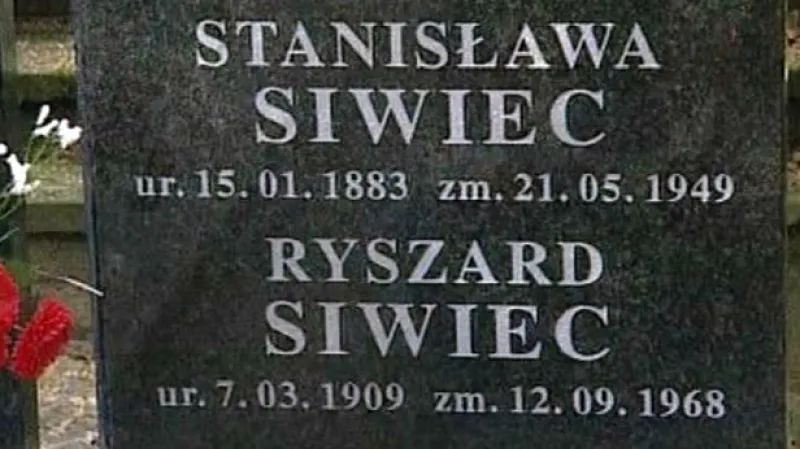 STANISŁAWA
SIWIEC
ur. 15. 01. 1883 zm. 21. 05. 1949
RYSZARD
SIWIEC
ur. 7. 03. 1909 zm. 12. 09. 1968